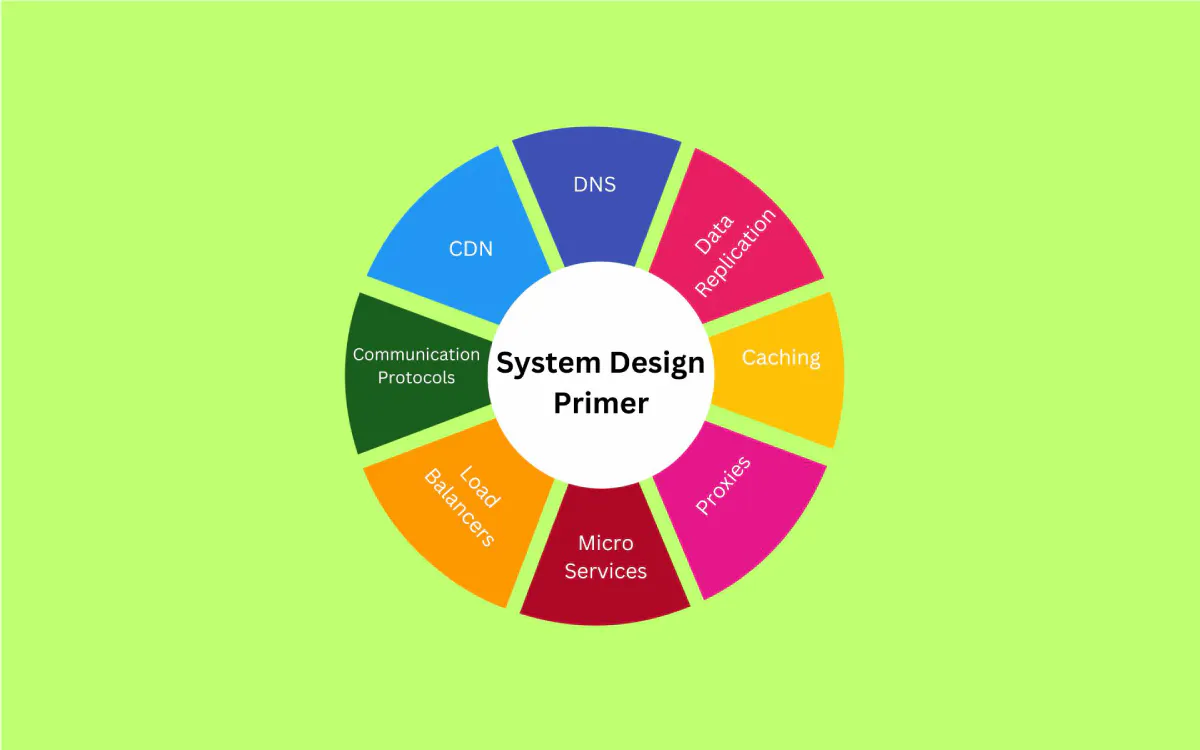 System Design
Primer
DNS
Data
Replication
Caching
Proxies
Micro
Services
Load
Balancers
Communication
Protocols
CDN